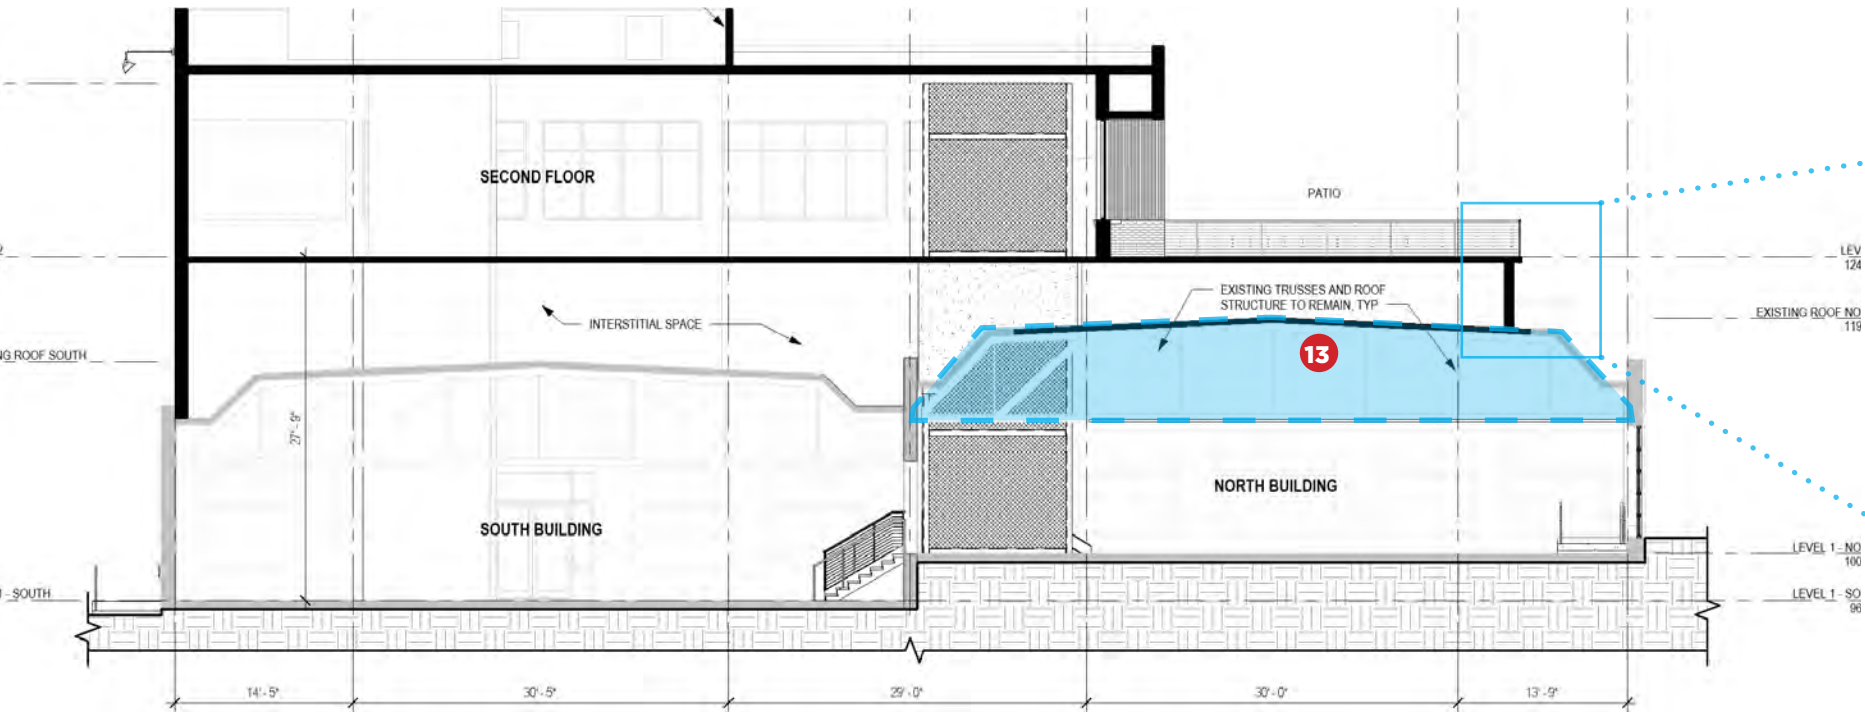 SECOND FLOOR
PATIO
LEV
124
EXISTING TRUSSES AND ROOF
STRUCTURE TO REMAIN, TYP
INTERSTITIAL SPACE
EXISTING ROOF NO
119
NG ROOF SOUTH
13
27'-9"
NORTH BUILDING
SOUTH BUILDING
LEVEL 1 - NO
100
1 - SOUTH
LEVEL 1 - SO
96
14'-5"
30'-5"
29'-0"
30'-0"
13'-9"